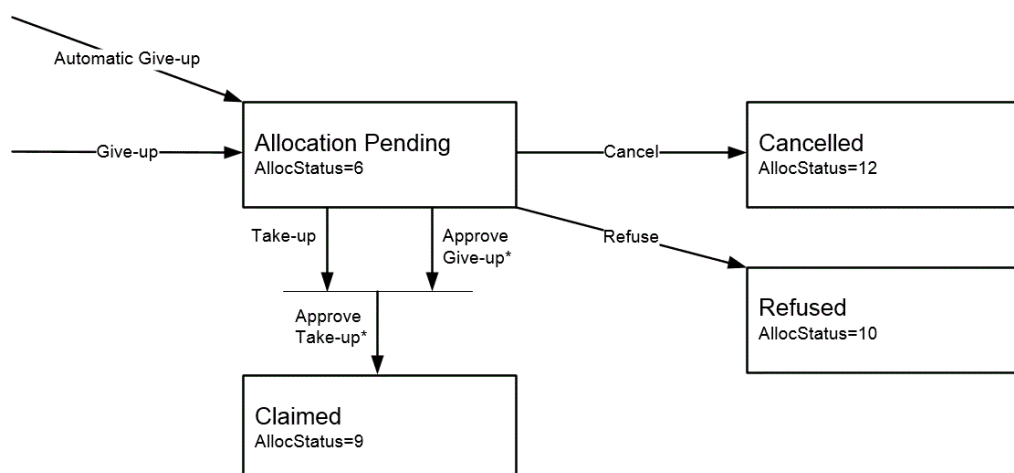 Automatic Give-up
Allocation Pending
AllocStatus=6
Give-up
Cancel
Cancelled
AllocStatus=12
Take-up
Approve
Give-up*
Refuse
Refused
AllocStatus=10
Approve
Take-up*
Claimed
AllocStatus=9